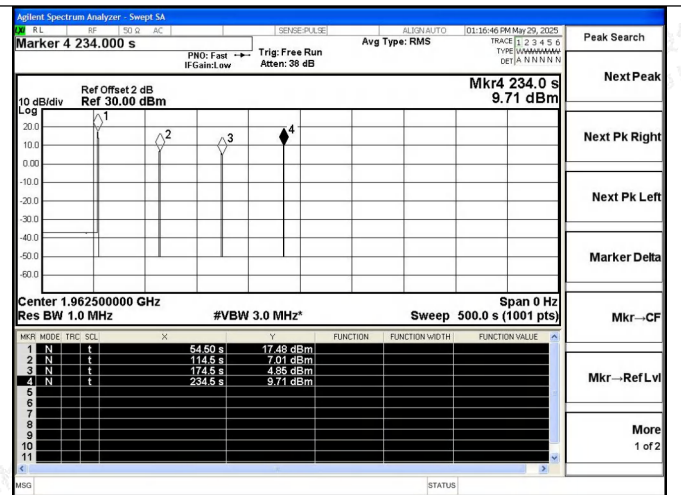 Agilent Spectrum Analyzer - Swept SA
RL RF 50 Ω AC SENSE:PULSE ALIGN AUTO 01:16:46 PM May 29, 2025
Marker 4 234.000 s
PNO: Fast Trig: Free Run
IFGain:Low Atten: 38 dB
Avg Type: RMS
TRACE 1 2 3 4 5 6
TYPE
DET A N N N N N
Peak Search
Ref Offset 2 dB
10 dB/div Ref 30.00 dBm
Log
Mkr4 234.0 s
9.71 dBm
20.0
10.0
0.00
-10.0
-20.0
-30.0
-40.0
-50.0
-60.0
1
2
3
4
Center 1.962500000 GHz Span 0 Hz
Res BW 1.0 MHz #VBW 3.0 MHz* Sweep 500.0 s (1001 pts)
MKR MODE TRC SCL X Y FUNCTION FUNCTION WIDTH FUNCTION VALUE
1 N t 54.50 s 17.48 dBm
2 N t 114.5 s 7.01 dBm
3 N t 174.5 s 4.85 dBm
4 N t 234.5 s 9.71 dBm
5
6
7
8
9
10
11
MSG STATUS
Next Peak
Next Pk Right
Next Pk Left
Marker Delta
Mkr→CF
Mkr→Ref Lvl
More
1 of 2